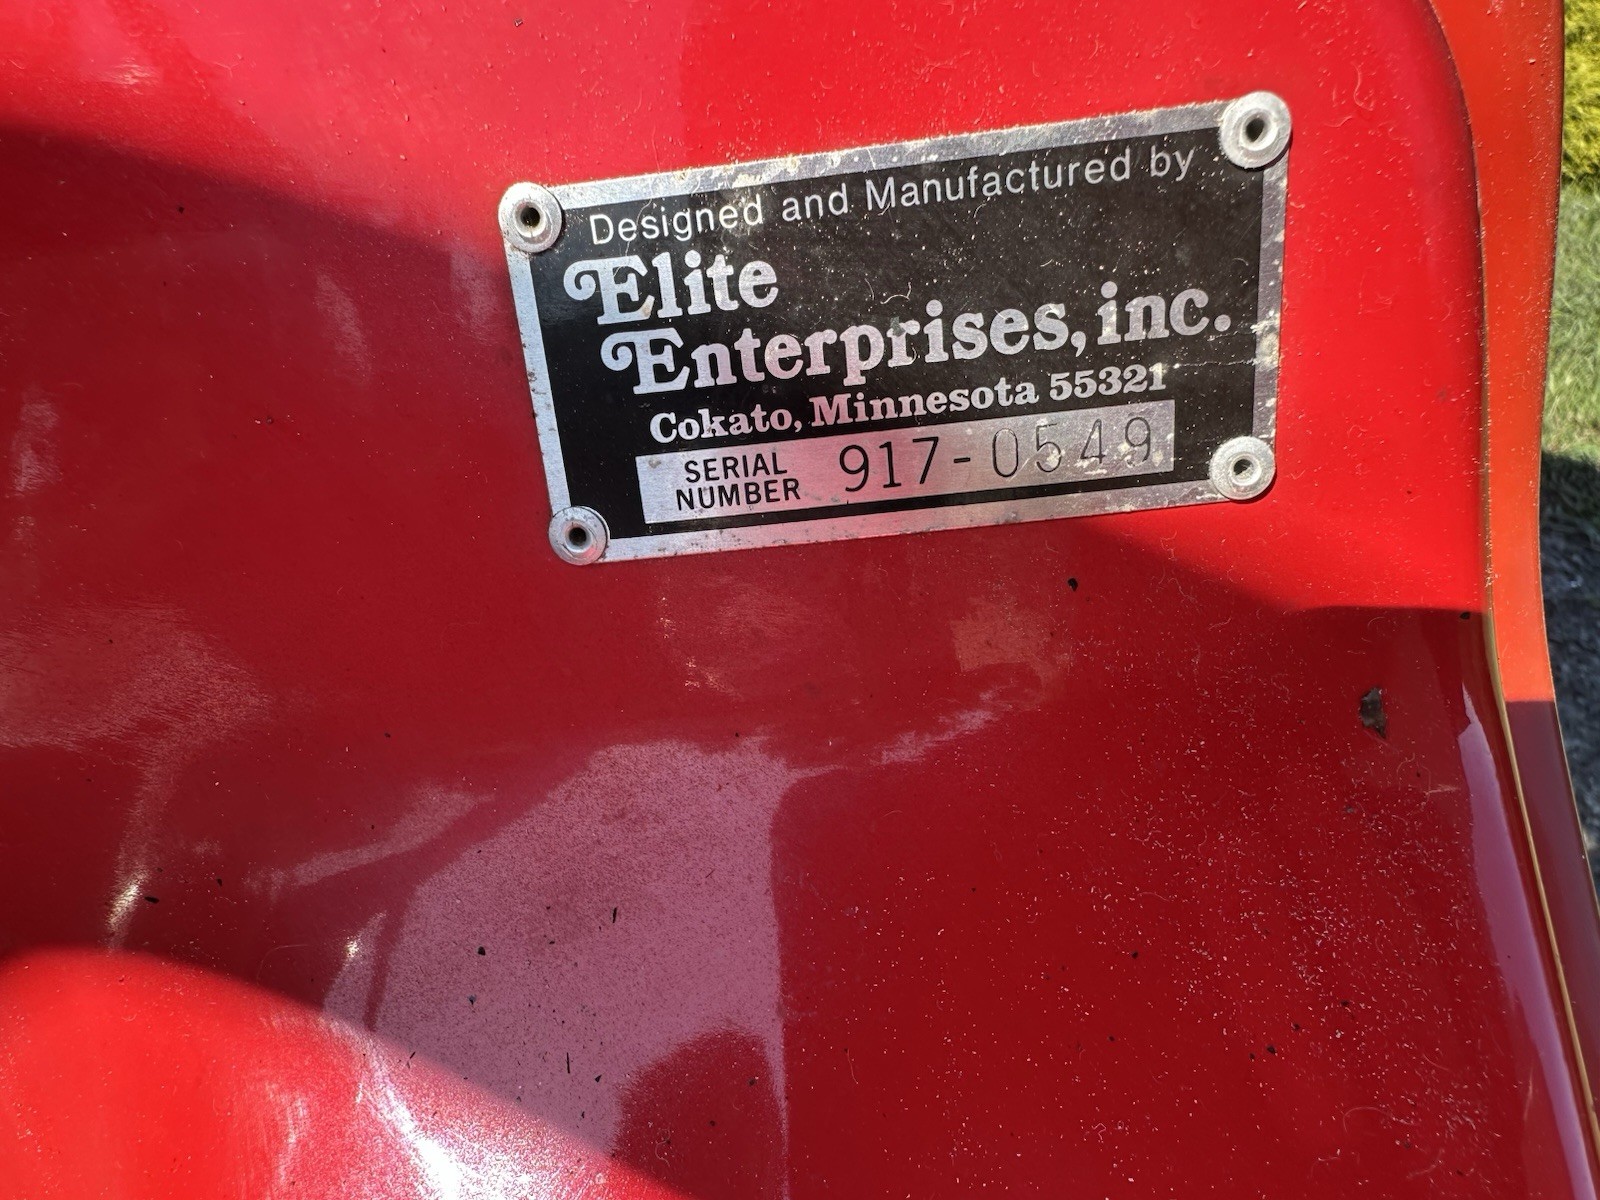 Designed and Manufactured by
Elite
Enterprises, inc.
Cokato, Minnesota 55321
SERIAL
NUMBER 917-0549